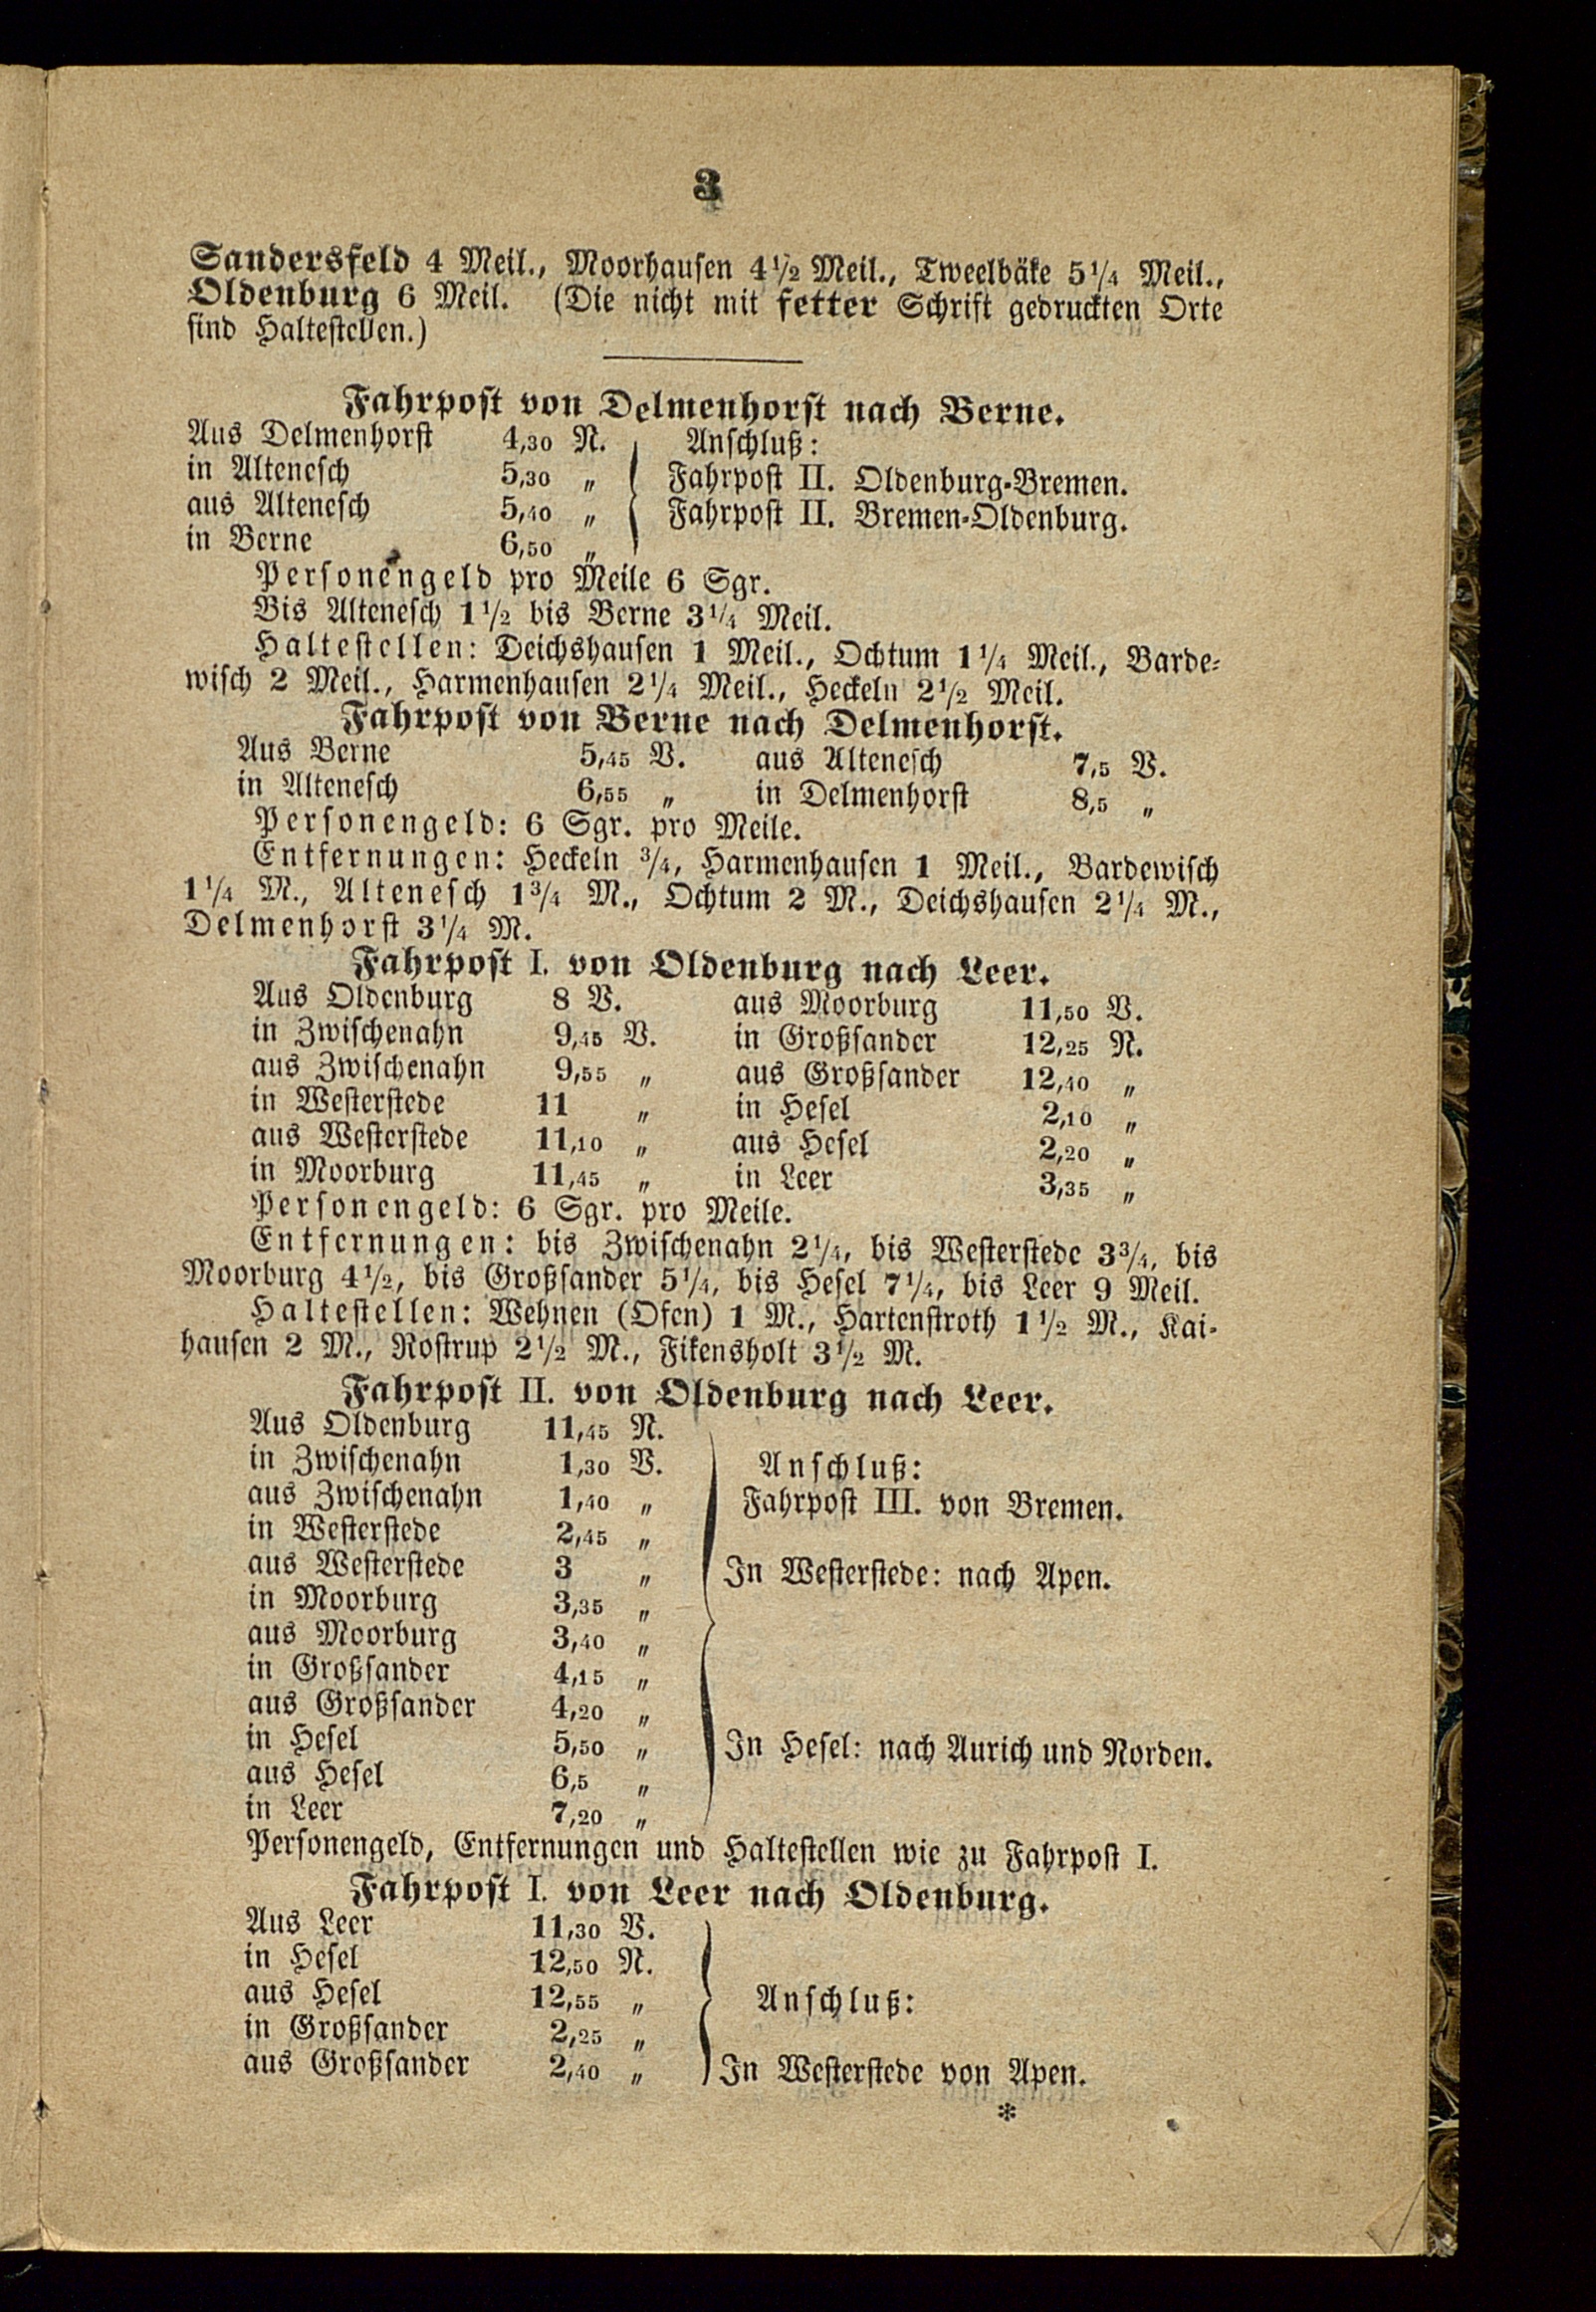 3
Sandersfeld 4 Meil., Moorhausen 4½ Meil., Tweelbäke 5¼ Meil.,
Oldenburg 6 Meil. (Die nicht mit fetter Schrift gedruckten Orte
sind Haltestellen.)
Fahrpost von Delmenhorst nach Berne.
Aus Delmenhorst 4,30 N. Anschluß:
in Altenesch 5,30 „ Fahrpost II. Oldenburg-Bremen.
aus Altenesch 5,40 „ Fahrpost II. Bremen-Oldenburg.
in Berne 6,50 „
Personengeld pro Meile 6 Sgr.
Bis Altenesch 1½ bis Berne 3¼ Meil.
Haltestellen: Deichshausen 1 Meil., Ochtum 1¼ Meil., Barde-
wisch 2 Meil., Harmenhausen 2¼ Meil., Heckeln 2½ Meil.
Fahrpost von Berne nach Delmenhorst.
Aus Berne 5,45 V. aus Altenesch 7,5 V.
in Altenesch 6,55 „ in Delmenhorst 8,5 „
Personengeld: 6 Sgr. pro Meile.
Entfernungen: Heckeln ¾, Harmenhausen 1 Meil., Bardewisch
1¼ M., Altenesch 1¾ M., Ochtum 2 M., Deichshausen 2¼ M.,
Delmenhorst 3¼ M.
Fahrpost I. von Oldenburg nach Leer.
Aus Oldenburg 8 V. aus Moorburg 11,50 V.
in Zwischenahn 9,45 V. in Großsander 12,25 N.
aus Zwischenahn 9,55 „ aus Großsander 12,40 „
in Westerstede 11 „ in Hesel 2,10 „
aus Westerstede 11,10 „ aus Hesel 2,20 „
in Moorburg 11,45 „ in Leer 3,35 „
Personengeld: 6 Sgr. pro Meile.
Entfernungen: bis Zwischenahn 2¼, bis Westerstede 3¾, bis
Moorburg 4½, bis Großsander 5¼, bis Hesel 7¼, bis Leer 9 Meil.
Haltestellen: Wehnen (Ofen) 1 M., Hartenstroth 1½ M., Kai-
hausen 2 M., Rostrup 2½ M., Fikensholt 3½ M.
Fahrpost II. von Oldenburg nach Leer.
Aus Oldenburg 11,45 N.
in Zwischenahn 1,30 V. Anschluß:
aus Zwischenahn 1,40 „ Fahrpost III. von Bremen.
in Westerstede 2,45 „
aus Westerstede 3 „ In Westerstede: nach Apen.
in Moorburg 3,35 „
aus Moorburg 3,40 „
in Großsander 4,15 „
aus Großsander 4,20 „
in Hesel 5,50 „ In Hesel: nach Aurich und Norden.
aus Hesel 6,5 „
in Leer 7,20 „
Personengeld, Entfernungen und Haltestellen wie zu Fahrpost I.
Fahrpost I. von Leer nach Oldenburg.
Aus Leer 11,30 V.
in Hesel 12,50 N.
aus Hesel 12,55 „ Anschluß:
in Großsander 2,25 „
aus Großsander 2,40 „ In Westerstede von Apen.
*